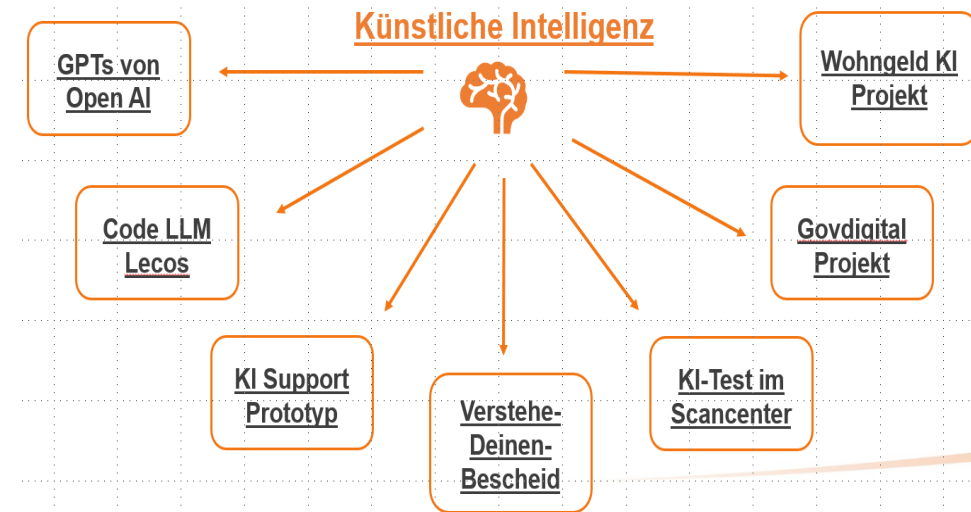 Künstliche Intelligenz
GPTs von
Open AI
Wohngeld KI
Projekt
Code LLM
Lecos
Govdigital
Projekt
KI Support
Prototyp
Verstehe-
Deinen-
Bescheid
KI-Test im
Scancenter